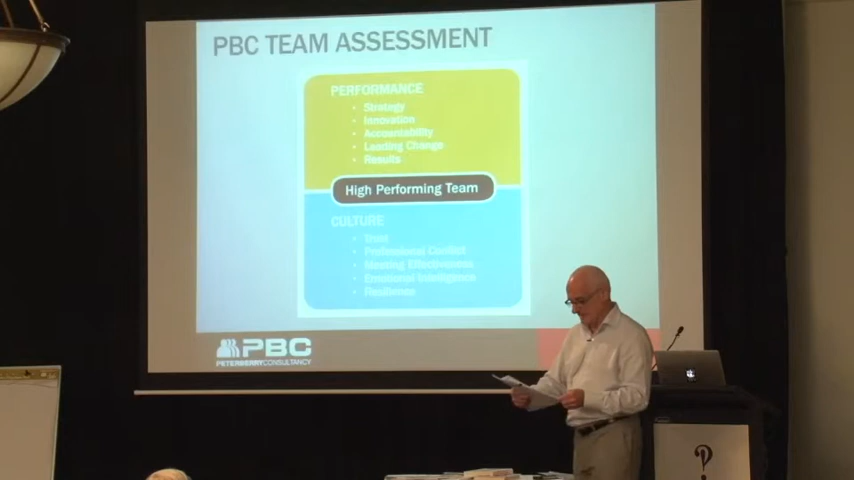 PBC TEAM ASSESSMENT
PERFORMANCE
• Strategy
• Innovation
• Accountability
• Leading Change
• Results
High Performing Team
CULTURE
• Trust
• Professional Conflict
• Meeting Effectiveness
• Emotional Intelligence
• Resilience
PBC
PETERBERRYCONSULTANCY